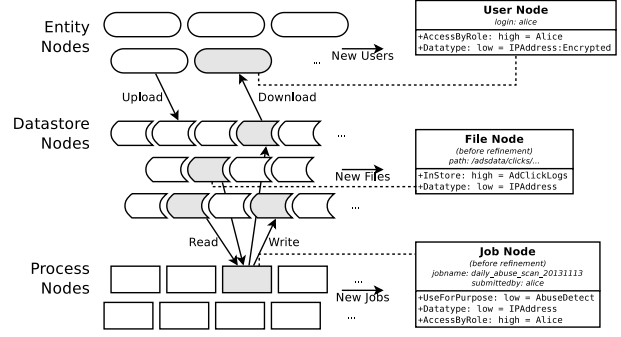 Entity
Nodes
...
New Users
User Node
login: alice
+AccessByRole: high = Alice
+Datatype: low = IPAddress:Encrypted
Upload
Download
Datastore
Nodes
...
New Files
...
File Node
(before refinement)
path: /adsdata/clicks/...
+InStore: high = AdClickLogs
+Datatype: low = IPAddress
Read
Write
Process
Nodes
...
New Jobs
...
Job Node
(before refinement)
jobname: daily_abuse_scan_20131113
submittedby: alice
+UseForPurpose: low = AbuseDetect
+Datatype: low = IPAddress
+AccessByRole: high = Alice